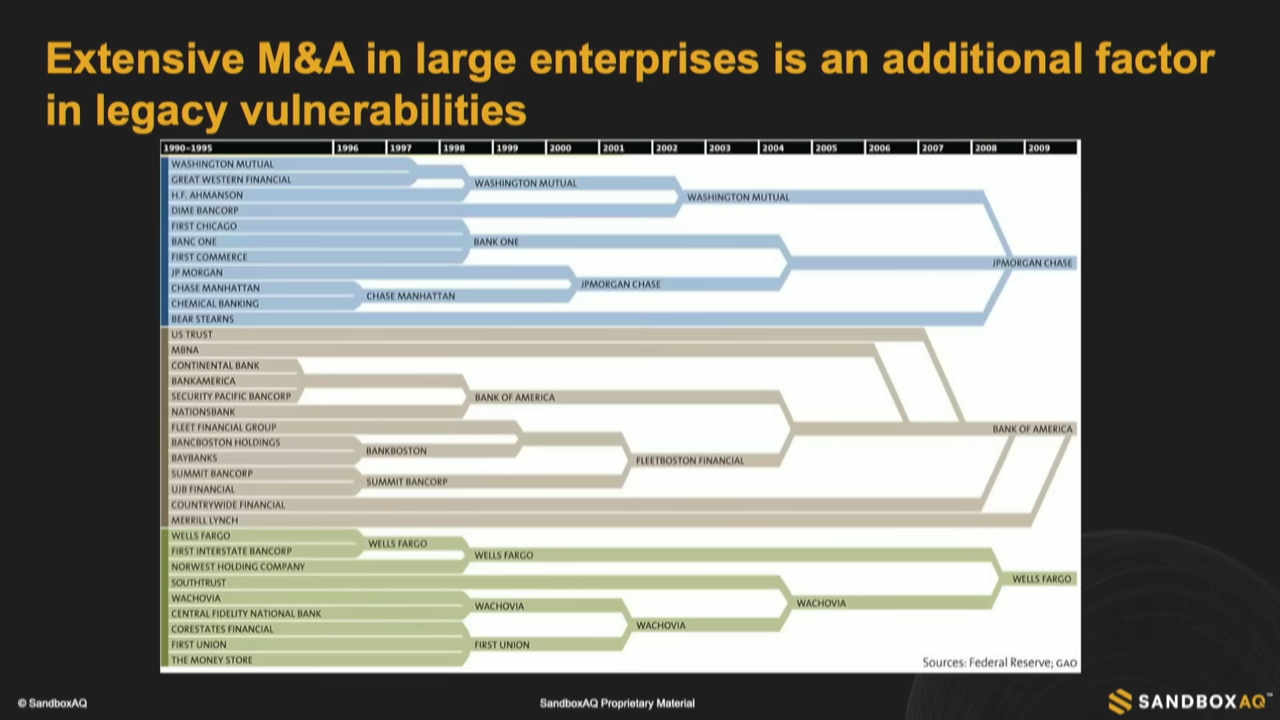 Extensive M&A in large enterprises is an additional factor
in legacy vulnerabilities
1990–1995 1996 1997 1998 1999 2000 2001 2002 2003 2004 2005 2006 2007 2008 2009
WASHINGTON MUTUAL
GREAT WESTERN FINANCIAL
WASHINGTON MUTUAL
H.F. AHMANSON
WASHINGTON MUTUAL
DIME BANCORP
FIRST CHICAGO
BANC ONE
BANK ONE
FIRST COMMERCE
JPMORGAN CHASE
JP MORGAN
JPMORGAN CHASE
CHASE MANHATTAN
CHASE MANHATTAN
CHEMICAL BANKING
BEAR STEARNS
US TRUST
MBNA
CONTINENTAL BANK
BANKAMERICA
SECURITY PACIFIC BANCORP
BANK OF AMERICA
NATIONSBANK
FLEET FINANCIAL GROUP
BANK OF AMERICA
BANCBOSTON HOLDINGS
BANKBOSTON
BAYBANKS
FLEETBOSTON FINANCIAL
SUMMIT BANCORP
SUMMIT BANCORP
UJB FINANCIAL
COUNTRYWIDE FINANCIAL
MERRILL LYNCH
WELLS FARGO
WELLS FARGO
FIRST INTERSTATE BANCORP
WELLS FARGO
NORWEST HOLDING COMPANY
WELLS FARGO
SOUTHTRUST
WACHOVIA
WACHOVIA
WACHOVIA
CENTRAL FIDELITY NATIONAL BANK
WACHOVIA
CORESTATES FINANCIAL
FIRST UNION
FIRST UNION
THE MONEY STORE
Sources: Federal Reserve; GAO
© SandboxAQ
SandboxAQ Proprietary Material
SANDBOXAQ™